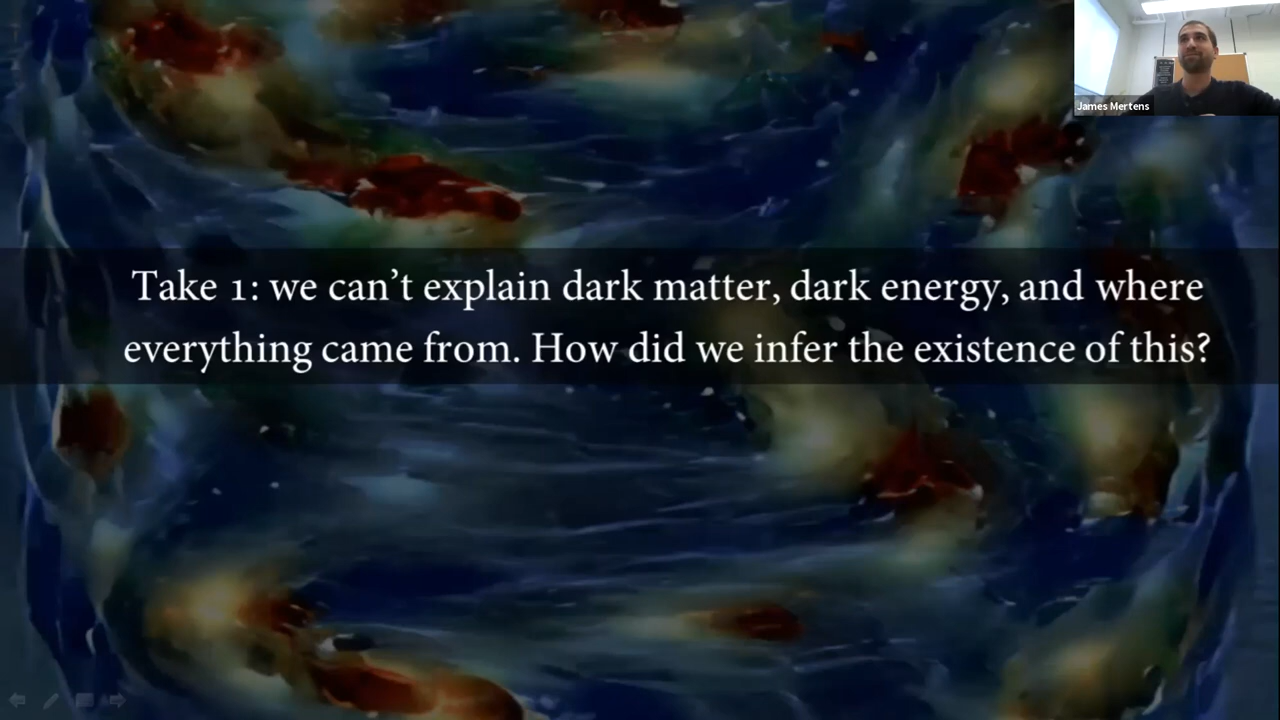 James Mertens
Take 1: we can’t explain dark matter, dark energy, and where
everything came from. How did we infer the existence of this?